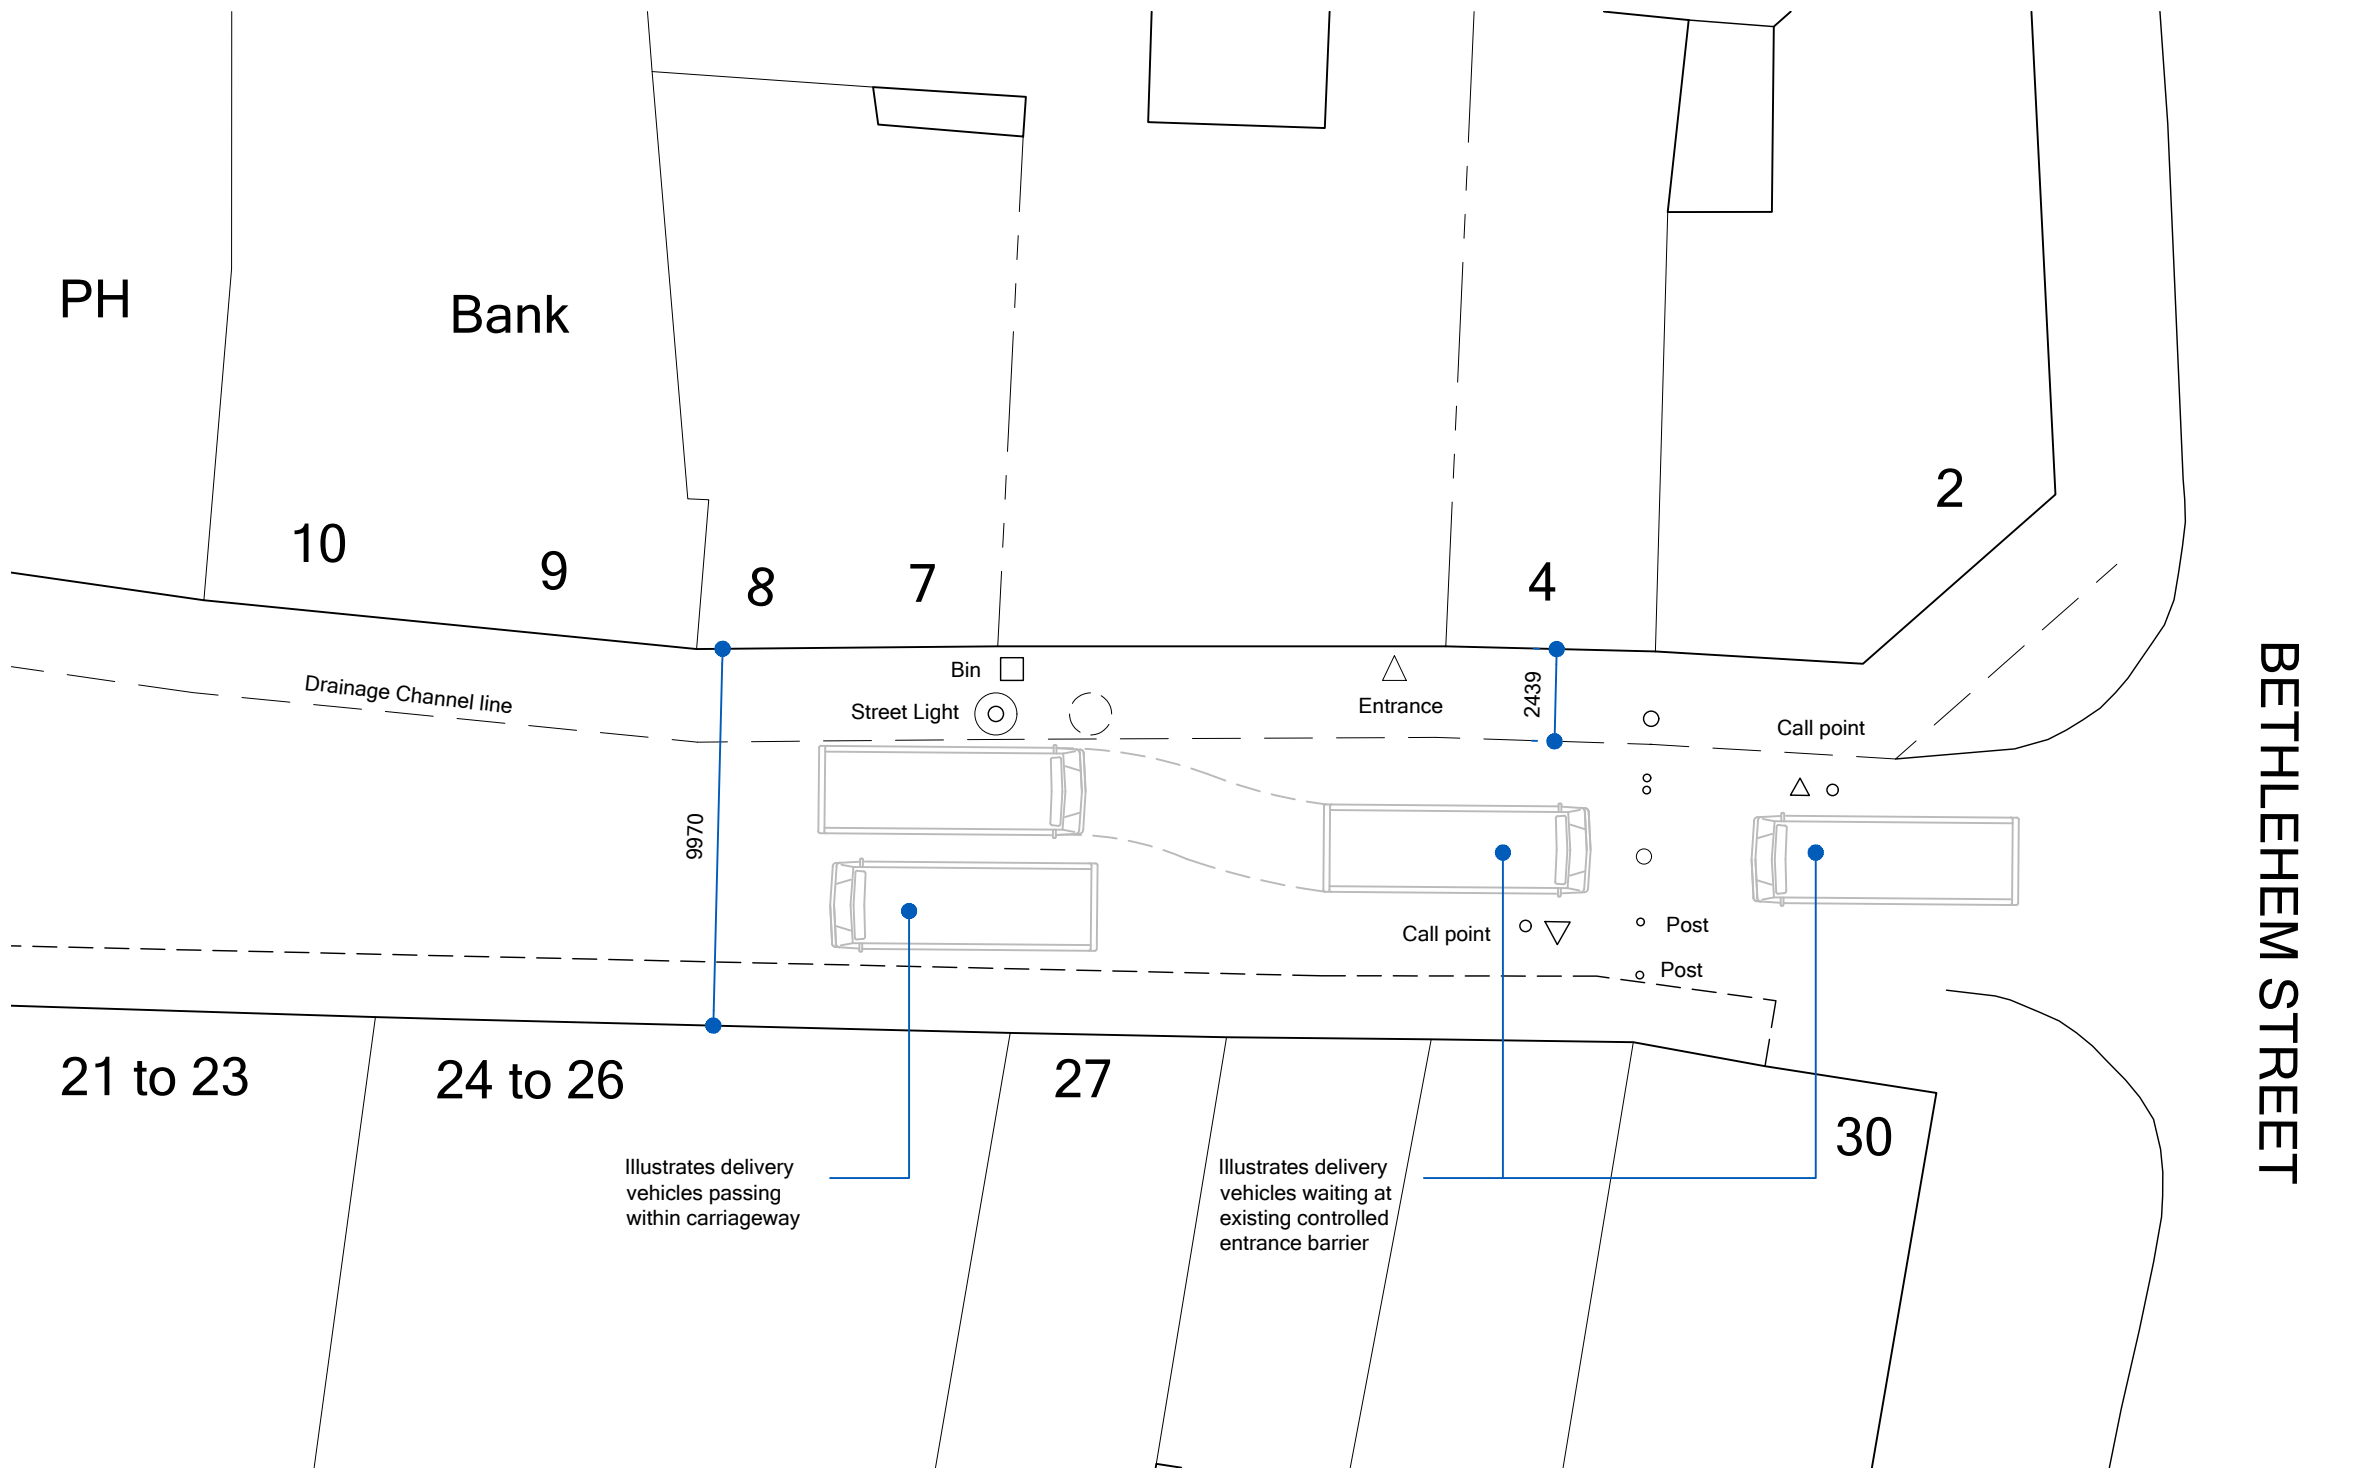 PH
Bank
2
10
9
8
7
4
Bin
Street Light
Entrance
2439
Call point
Drainage Channel line
9970
Call point
Post
Post
BETHLEHEM STREET
21 to 23
24 to 26
27
30
Illustrates delivery
vehicles passing
within carriageway
Illustrates delivery
vehicles waiting at
existing controlled
entrance barrier